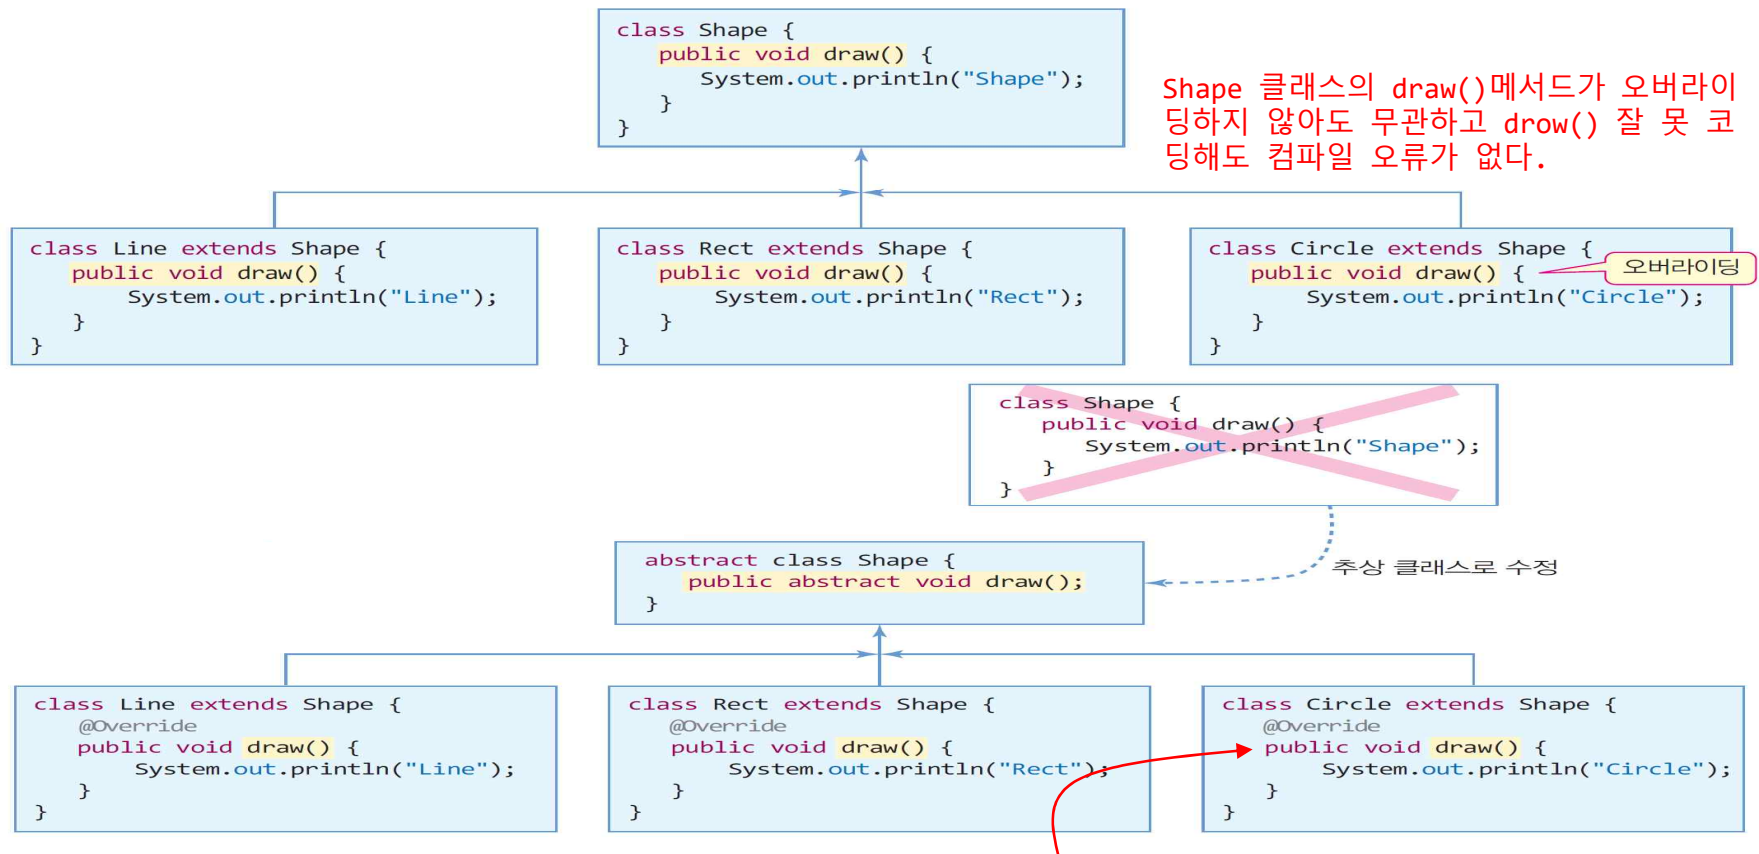 class Shape {
public void draw() {
System.out.println("Shape");
}
}
Shape 클래스의 draw()메서드가 오버라이
딩하지 않아도 무관하고 drow() 잘 못 코
딩해도 컴파일 오류가 없다.
class Line extends Shape {
public void draw() {
System.out.println("Line");
}
}
class Rect extends Shape {
public void draw() {
System.out.println("Rect");
}
}
class Circle extends Shape {
public void draw() {
System.out.println("Circle");
}
}
오버라이딩
class Shape {
public void draw() {
System.out.println("Shape");
}
}
추상 클래스로 수정
abstract class Shape {
public abstract void draw();
}
class Line extends Shape {
@Override
public void draw() {
System.out.println("Line");
}
}
class Rect extends Shape {
@Override
public void draw() {
System.out.println("Rect");
}
}
class Circle extends Shape {
@Override
public void draw() {
System.out.println("Circle");
}
}